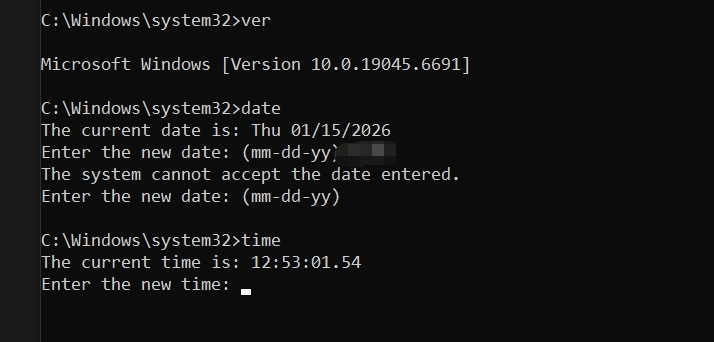 C:\Windows\system32>ver
Microsoft Windows [Version 10.0.19045.6691]
C:\Windows\system32>date
The current date is: Thu 01/15/2026
Enter the new date: (mm-dd-yy)
The system cannot accept the date entered.
Enter the new date: (mm-dd-yy)
C:\Windows\system32>time
The current time is: 12:53:01.54
Enter the new time: